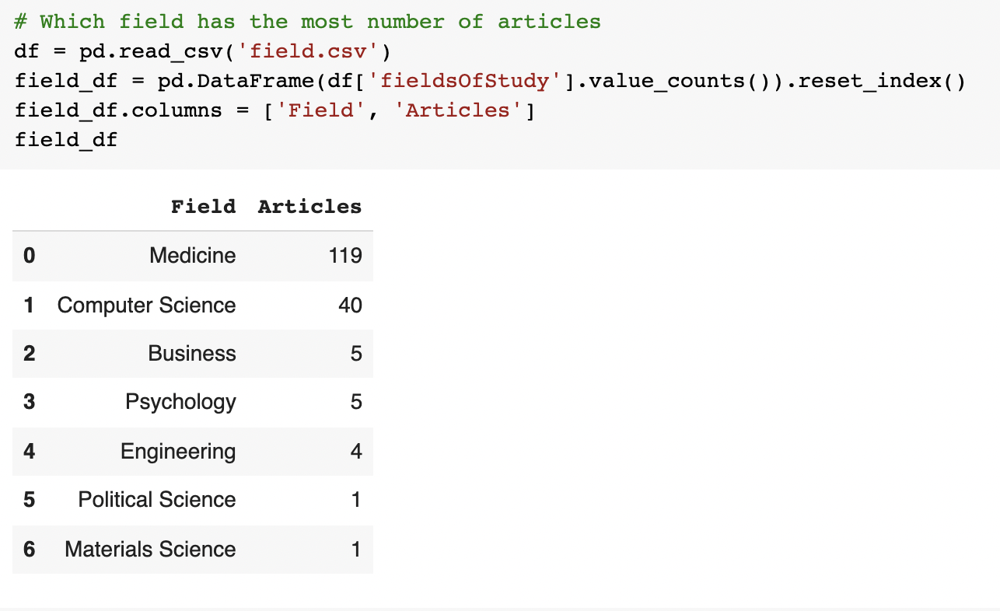 # Which field has the most number of articles
df = pd.read_csv('field.csv')
field_df = pd.DataFrame(df['fieldsOfStudy'].value_counts()).reset_index()
field_df.columns = ['Field', 'Articles']
field_df
Field Articles
0 Medicine 119
1 Computer Science 40
2 Business 5
3 Psychology 5
4 Engineering 4
5 Political Science 1
6 Materials Science 1